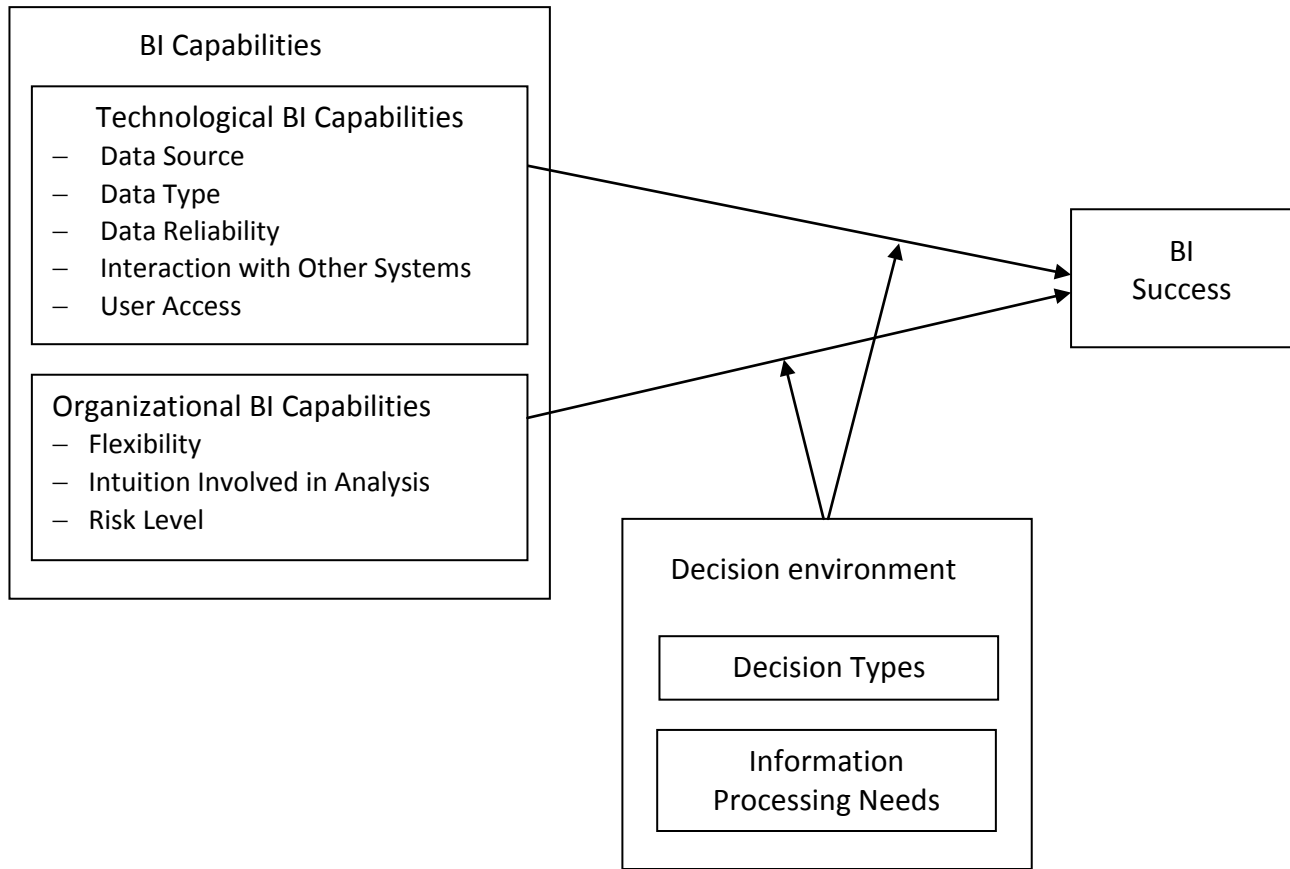 BI Capabilities
Technological BI Capabilities
– Data Source
– Data Type
– Data Reliability
– Interaction with Other Systems
– User Access
Organizational BI Capabilities
– Flexibility
– Intuition Involved in Analysis
– Risk Level
BI
Success
Decision environment
Decision Types
Information
Processing Needs